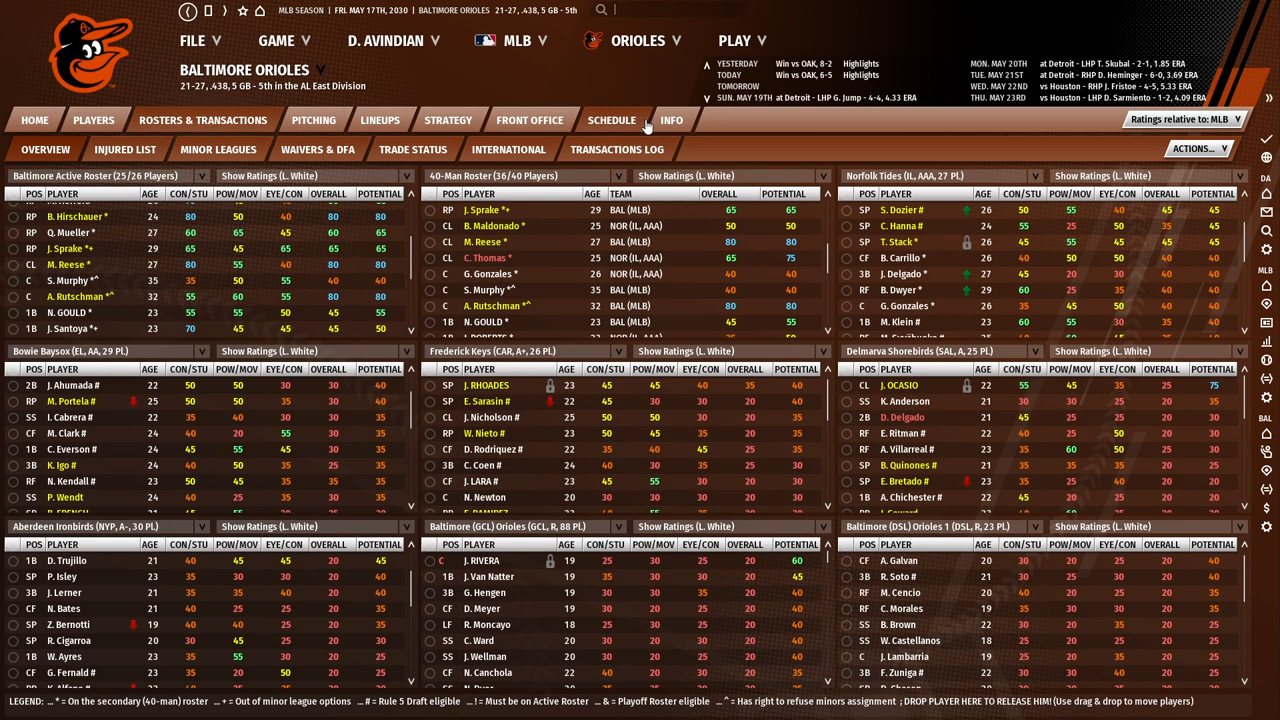 MLB SEASON | FRI. MAY 17TH, 2030 | BALTIMORE ORIOLES 21-27, .438, 5 GB - 5th
FILE GAME D. AVINDIAN MLB ORIOLES PLAY
BALTIMORE ORIOLES
21-27, .438, 5 GB - 5th in the AL East Division
YESTERDAY Win vs OAK, 8-2 Highlights
TODAY Win vs OAK, 6-5 Highlights
TOMORROW
SUN. MAY 19TH at Detroit - LHP G. Jump - 4-4, 4.33 ERA
MON. MAY 20TH at Detroit - LHP T. Skubal - 2-1, 1.85 ERA
TUE. MAY 21ST at Detroit - RHP D. Heminger - 6-0, 3.69 ERA
WED. MAY 22ND vs Houston - RHP J. Fristoe - 4-5, 5.33 ERA
THU. MAY 23RD vs Houston - LHP D. Sarmiento - 1-2, 4.09 ERA
HOME PLAYERS ROSTERS & TRANSACTIONS PITCHING LINEUPS STRATEGY FRONT OFFICE SCHEDULE INFO
Ratings relative to: MLB
OVERVIEW INJURED LIST MINOR LEAGUES WAIVERS & DFA TRADE STATUS INTERNATIONAL TRANSACTIONS LOG
ACTIONS...
Baltimore Active Roster (25/26 Players) Show Ratings (L. White)
POS PLAYER AGE CON/STU POW/MOV EYE/CON OVERALL POTENTIAL
RP B. Hirschauer * 24 80 50 40 80 80
RP Q. Mueller * 27 60 65 45 60 60
RP J. Sprake *+ 29 65 45 65 65 65
CL M. Reese * 27 80 55 40 80 80
C S. Murphy *^ 35 35 50 55 40 40
C A. Rutschman *^ 32 55 60 55 80 80
1B N. GOULD * 23 55 55 50 45 55
1B J. Santoya *+ 23 70 45 45 45 50
40-Man Roster (36/40 Players) Show Ratings (L. White)
POS PLAYER AGE TEAM OVERALL POTENTIAL
RP J. Sprake *+ 29 BAL (MLB) 65 65
CL B. Maldonado * 25 NOR (IL, AAA) 50 50
CL M. Reese * 27 BAL (MLB) 80 80
CL C. Thomas * 25 NOR (IL, AAA) 65 75
C G. Gonzales * 26 NOR (IL, AAA) 40 40
C S. Murphy *^ 35 BAL (MLB) 40 40
C A. Rutschman *^ 32 BAL (MLB) 80 80
1B N. GOULD * 23 BAL (MLB) 45 55
Norfolk Tides (IL, AAA, 27 Pl.) Show Ratings (L. White)
POS PLAYER AGE CON/STU POW/MOV EYE/CON OVERALL POTENTIAL
SP S. Dozier # 26 50 55 40 45 45
SP C. Hanna # 24 55 25 50 35 45
SP T. Stack * 26 45 55 45 45 45
CF B. Carrillo * 26 40 50 50 40 40
3B J. Delgado * 27 45 20 30 40 40
RF B. Dwyer * 29 60 25 35 40 40
C G. Gonzales * 26 35 45 50 40 40
1B M. Klein # 23 60 55 30 35 40
Bowie Baysox (EL, AA, 29 Pl.) Show Ratings (L. White)
POS PLAYER AGE CON/STU POW/MOV EYE/CON OVERALL POTENTIAL
2B J. Ahumada # 22 50 50 30 30 40
RP M. Portela # 25 50 50 35 30 40
SS I. Cabrera # 22 35 40 30 30 35
CF M. Clark # 24 40 20 55 30 35
1B C. Everson # 24 45 55 45 30 35
3B K. Igo # 24 40 50 35 25 35
RF N. Kendall # 23 50 45 35 30 35
SS P. Wendt 24 40 25 35 30 35
Frederick Keys (CAR, A+, 26 Pl.) Show Ratings (L. White)
POS PLAYER AGE CON/STU POW/MOV EYE/CON OVERALL POTENTIAL
SP J. RHOADES 23 45 45 40 35 40
SP E. Sarasin # 22 45 30 40 30 40
CL J. Nicholson # 25 50 50 40 30 35
RP W. Nieto # 23 50 45 40 30 35
CF D. Rodriquez # 22 35 40 45 25 35
3B C. Coen # 24 40 30 35 25 30
CF J. LARA # 23 45 55 30 25 30
C N. Newton 20 30 30 30 20 30
Delmarva Shorebirds (SAL, A, 25 Pl.) Show Ratings (L. White)
POS PLAYER AGE CON/STU POW/MOV EYE/CON OVERALL POTENTIAL
CL J. OCASIO 22 55 45 35 25 75
SS K. Anderson 21 30 30 35 25 35
2B D. Delgado 21 45 25 25 20 30
RF E. Ritman # 22 40 25 50 20 30
RF A. Villarreal # 23 35 60 50 25 30
SP B. Quinones # 21 35 35 35 20 25
SP E. Bretado # 23 35 25 40 20 25
1B A. Chichester # 22 45 20 20 20 25
Aberdeen Ironbirds (NYP, A-, 30 Pl.) Show Ratings (L. White)
POS PLAYER AGE CON/STU POW/MOV EYE/CON OVERALL POTENTIAL
1B D. Trujillo 21 40 45 45 20 45
SP P. Isley 23 35 30 30 20 40
3B J. Lerner 21 35 30 40 20 35
CF N. Bates 21 40 25 25 20 35
SP Z. Bernotti 19 40 40 20 20 35
RP R. Cigarroa 20 30 45 25 20 30
1B W. Ayres 23 35 55 30 20 25
CF G. Fernald # 23 35 20 50 20 25
Baltimore (GCL) Orioles (GCL, R, 88 Pl.) Show Ratings (L. White)
POS PLAYER AGE CON/STU POW/MOV EYE/CON OVERALL POTENTIAL
C J. RIVERA 19 25 30 25 20 60
1B J. Van Natter 19 35 30 30 20 45
3B G. Hengen 19 30 30 25 20 40
CF D. Meyer 19 30 30 20 20 40
LF R. Moncayo 18 25 30 25 20 40
SS C. Ward 20 30 30 25 20 40
SS J. Wellman 20 30 30 25 20 40
CF N. Canchola 22 40 20 35 20 35
Baltimore (DSL) Orioles 1 (DSL, R, 23 Pl.) Show Ratings (L. White)
POS PLAYER AGE CON/STU POW/MOV EYE/CON OVERALL POTENTIAL
CF A. Galvan 20 30 20 30 20 40
3B R. Soto # 21 25 30 30 20 35
RF M. Cencio 20 40 20 20 20 35
RF C. Morales 19 35 30 30 20 35
SS B. Brown 22 25 30 20 20 25
SS W. Castellanos 18 25 20 20 20 25
C J. Lambarria 19 25 20 35 20 25
3B F. Zuniga # 22 30 30 20 20 25
LEGEND: ... * = On the secondary (40-man) roster ... + = Out of minor league options ... # = Rule 5 Draft eligible ... ! = Must be on Active Roster ... & = Playoff Roster eligible ... ^ = Has right to refuse minors assignment ; DROP PLAYER HERE TO RELEASE HIM! (Use drag & drop to move players)
DA
MLB
BAL